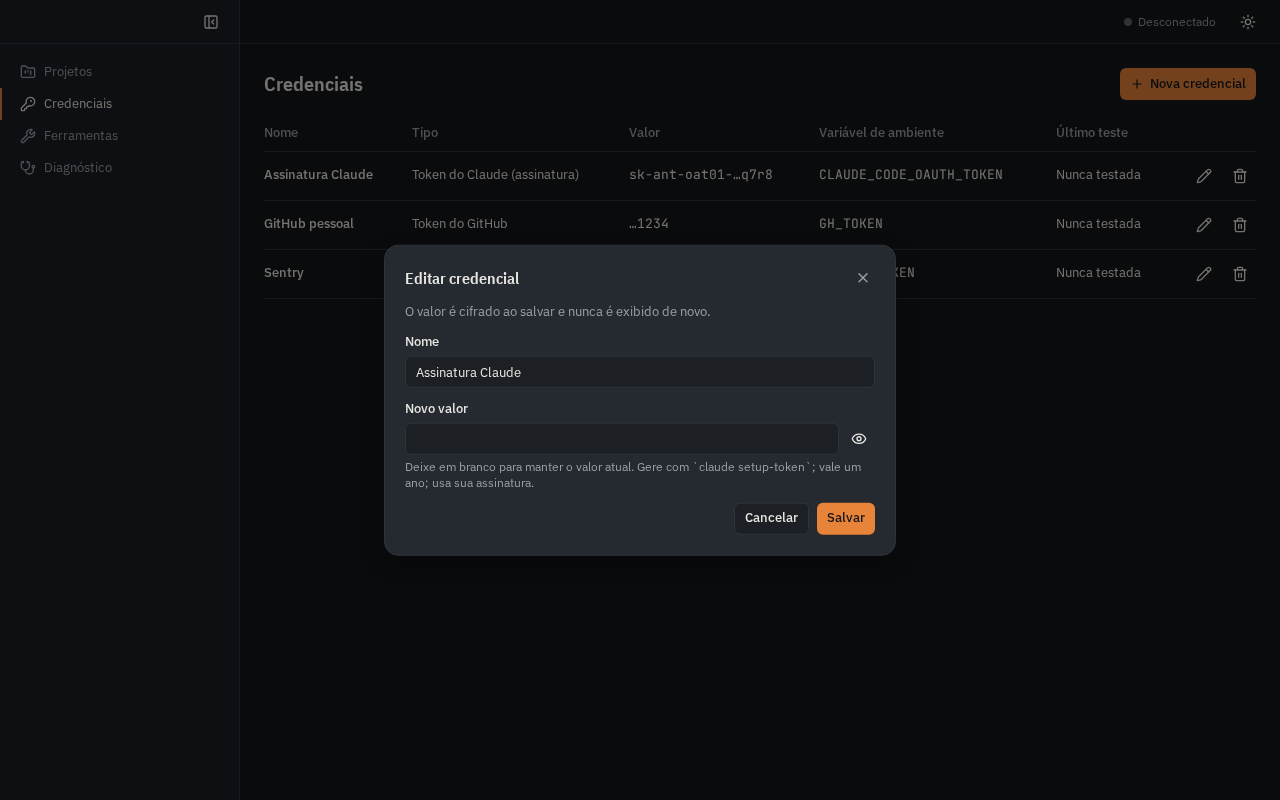 Desconectado
Projetos
Credenciais
Ferramentas
Diagnóstico
Credenciais
Nova credencial
Nome Tipo Valor Variável de ambiente Último teste
Assinatura Claude Token do Claude (assinatura) sk-ant-oat01-…q7r8 CLAUDE_CODE_OAUTH_TOKEN Nunca testada
GitHub pessoal Token do GitHub …1234 GH_TOKEN Nunca testada
Sentry Nunca testada
Editar credencial
O valor é cifrado ao salvar e nunca é exibido de novo.
Nome
Assinatura Claude
Novo valor
Deixe em branco para manter o valor atual. Gere com `claude setup-token`; vale um
ano; usa sua assinatura.
Cancelar Salvar